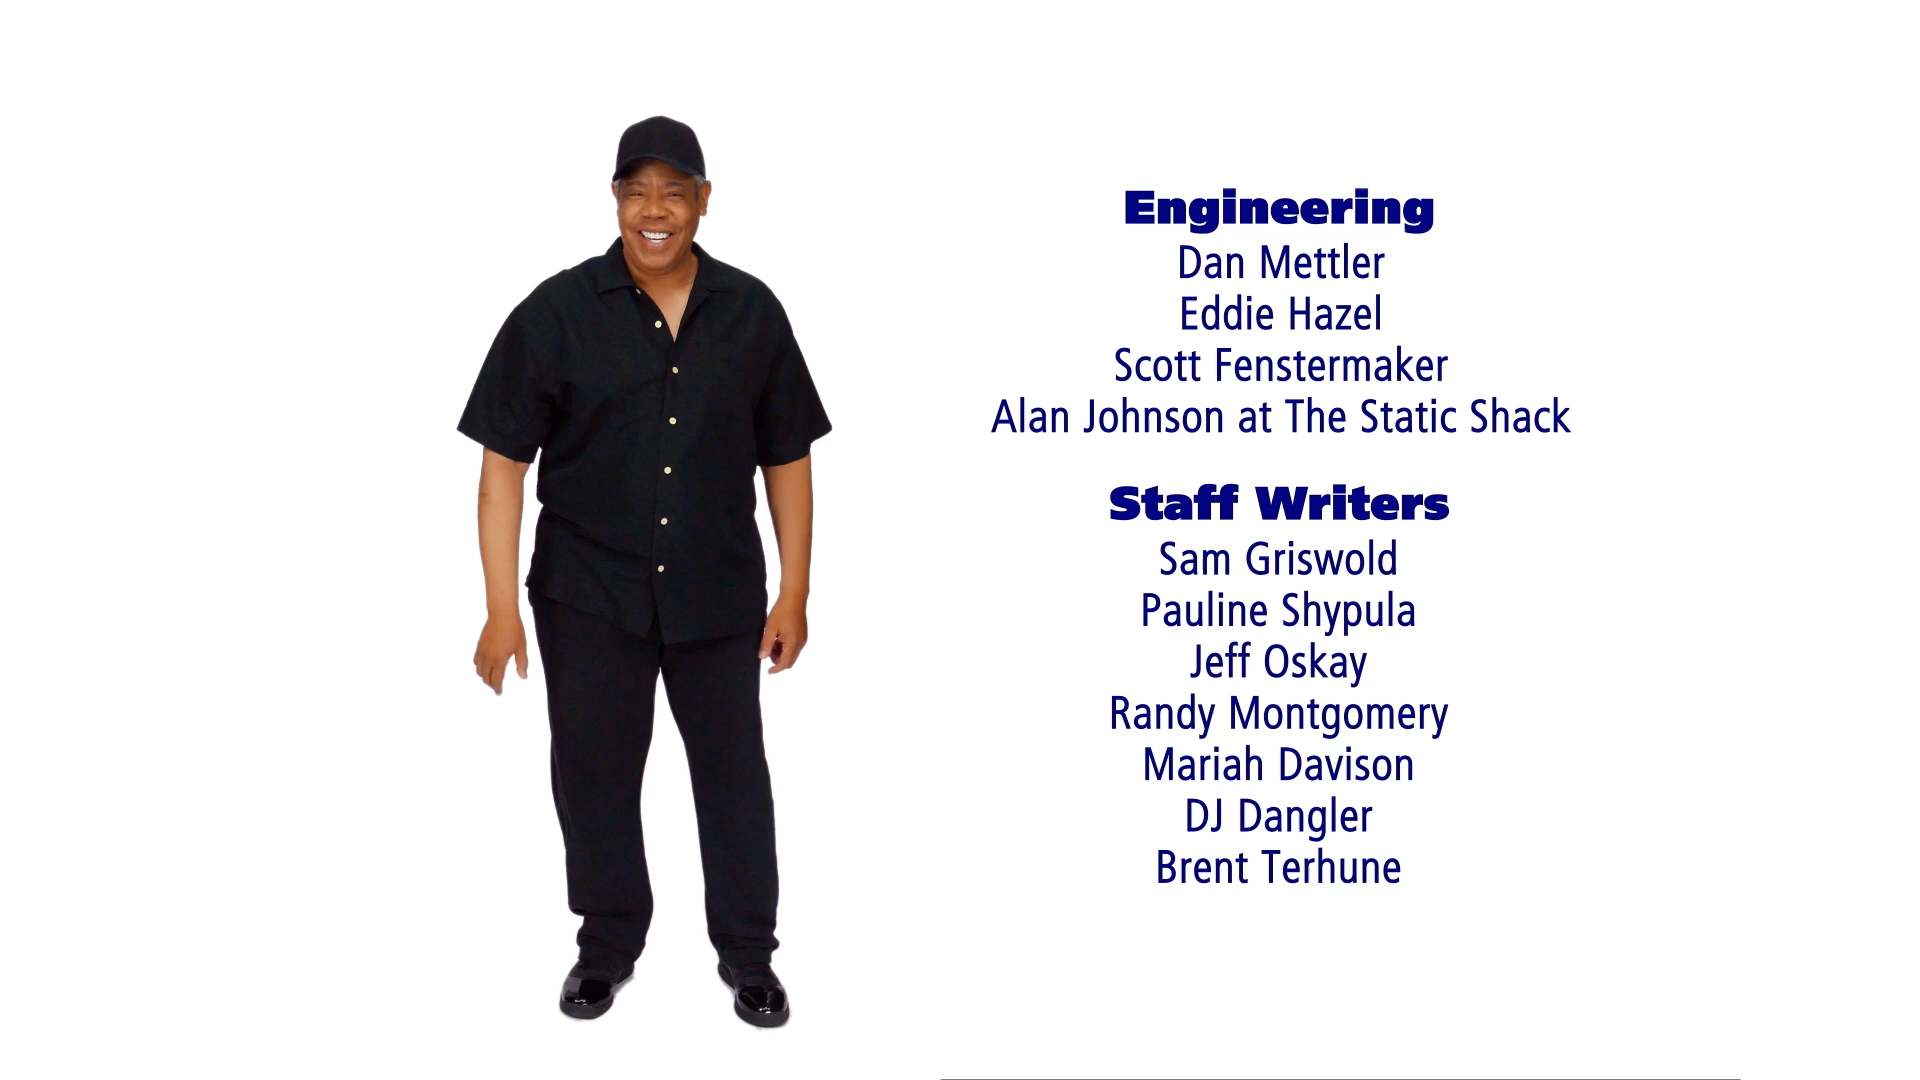 Engineering
Dan Mettler
Eddie Hazel
Scott Fenstermaker
Alan Johnson at The Static Shack
Staff Writers
Sam Griswold
Pauline Shypula
Jeff Oskay
Randy Montgomery
Mariah Davison
DJ Dangler
Brent Terhune